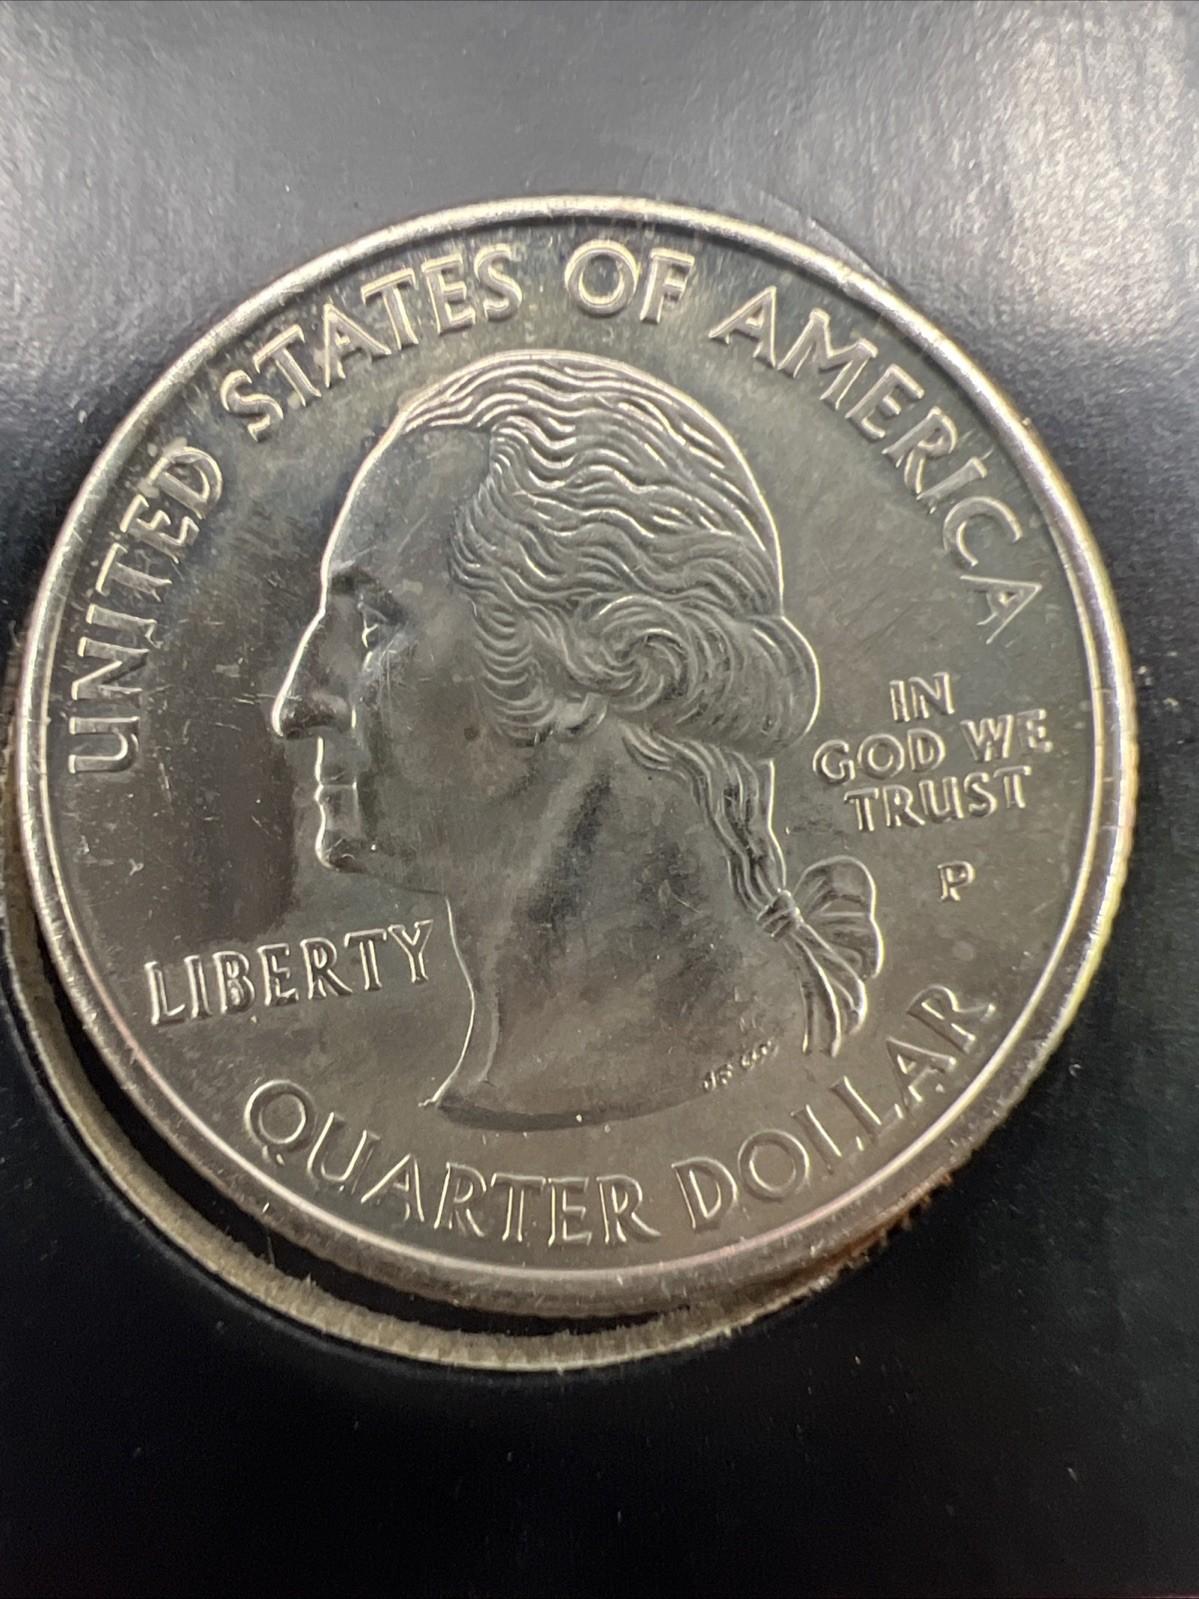 UNITED STATES OF AMERICA
IN
GOD WE
TRUST
P
LIBERTY
QUARTER DOLLAR